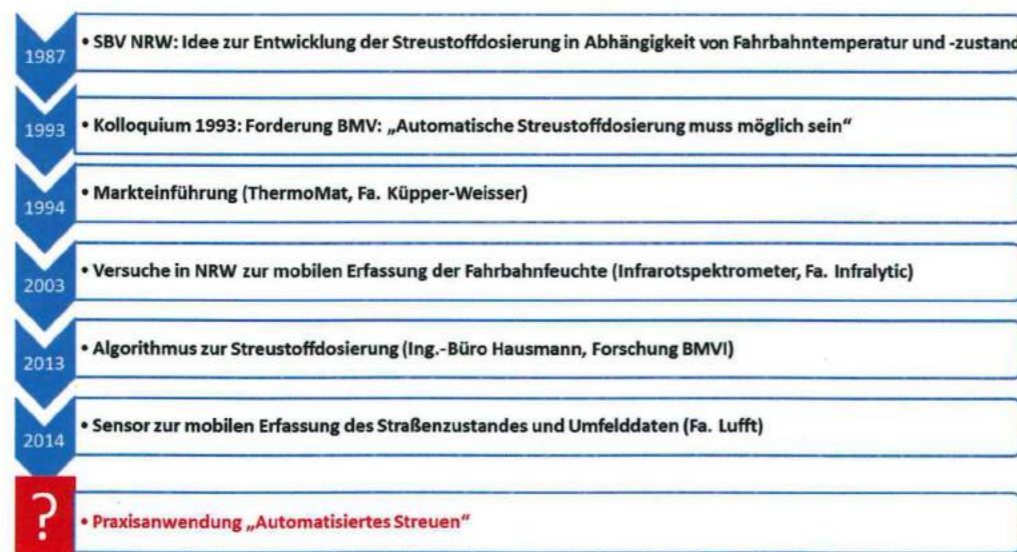 1987
• SBV NRW: Idee zur Entwicklung der Streustoffdosierung in Abhängigkeit von Fahrbahntemperatur und -zustand
1993
• Kolloquium 1993: Forderung BMV: „Automatische Streustoffdosierung muss möglich sein“
1994
• Markteinführung (ThermoMat, Fa. Küpper-Weisser)
2003
• Versuche in NRW zur mobilen Erfassung der Fahrbahnfeuchte (Infrarotspektrometer, Fa. Infralytic)
2013
• Algorithmus zur Streustoffdosierung (Ing.-Büro Hausmann, Forschung BMVI)
2014
• Sensor zur mobilen Erfassung des Straßenzustandes und Umfelddaten (Fa. Lufft)
?
• Praxisanwendung „Automatisiertes Streuen“